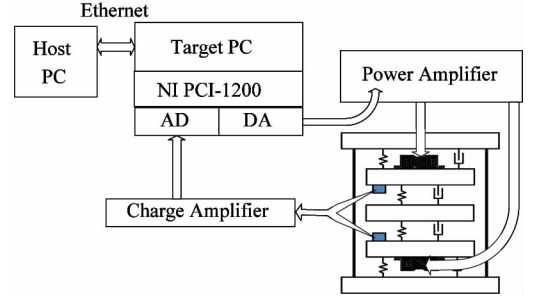 Ethernet
Host
PC
Target PC
NI PCI-1200
AD
DA
Power Amplifier
Charge Amplifier